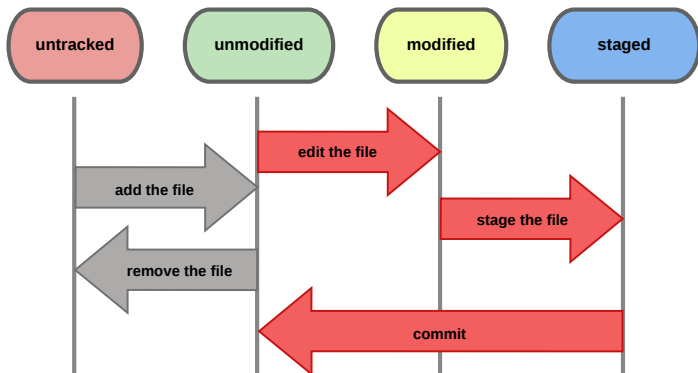 untracked
unmodified
modified
staged
edit the file
add the file
stage the file
remove the file
commit